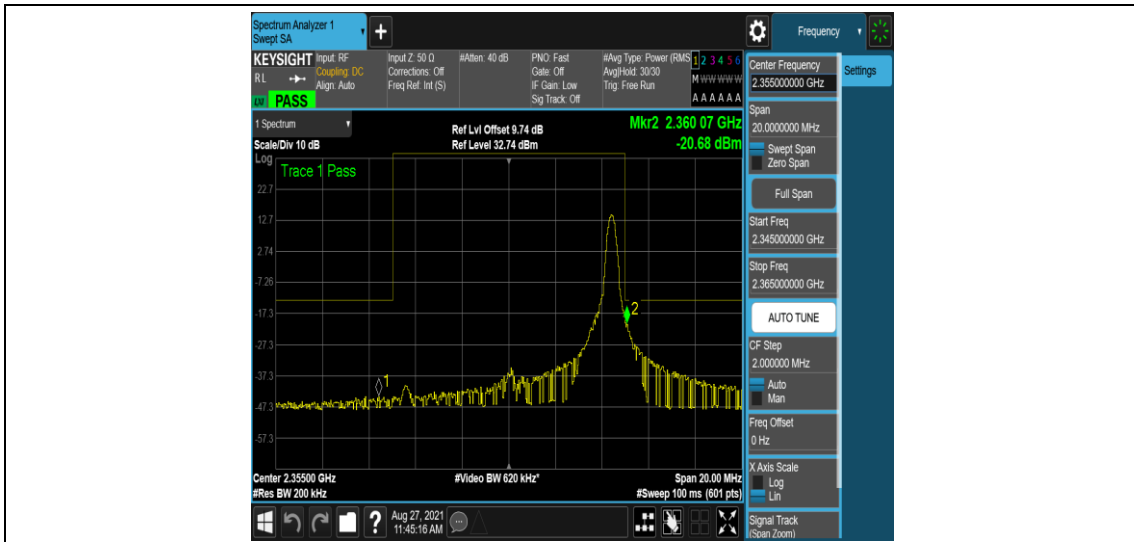 Spectrum Analyzer 1
Swept SA
+
Frequency
KEYSIGHT
RL
LM PASS
Input: RF
Coupling: DC
Align: Auto
Input Z: 50 Ω
Corrections: Off
Freq Ref: Int (S)
#Atten: 40 dB
PNO: Fast
Gate: Off
IF Gain: Low
Sig Track: Off
#Avg Type: Power (RMS
Avg|Hold: 30/30
Trig: Free Run
1 2 3 4 5 6
M W W W W W
A A A A A A
1 Spectrum
Scale/Div 10 dB
Ref Lvl Offset 9.74 dB
Ref Level 32.74 dBm
Mkr2 2.360 07 GHz
-20.68 dBm
Log
Trace 1 Pass
22.7
12.7
2.74
-7.26
-17.3
-27.3
-37.3
-47.3
-57.3
1
2
Center 2.35500 GHz
#Res BW 200 kHz
#Video BW 620 kHz*
Span 20.00 MHz
#Sweep 100 ms (601 pts)
?
Aug 27, 2021
11:45:16 AM
Center Frequency
2.355000000 GHz
Settings
Span
20.0000000 MHz
Swept Span
Zero Span
Full Span
Start Freq
2.345000000 GHz
Stop Freq
2.365000000 GHz
AUTO TUNE
CF Step
2.000000 MHz
Auto
Man
Freq Offset
0 Hz
X Axis Scale
Log
Lin
Signal Track
(Span Zoom)